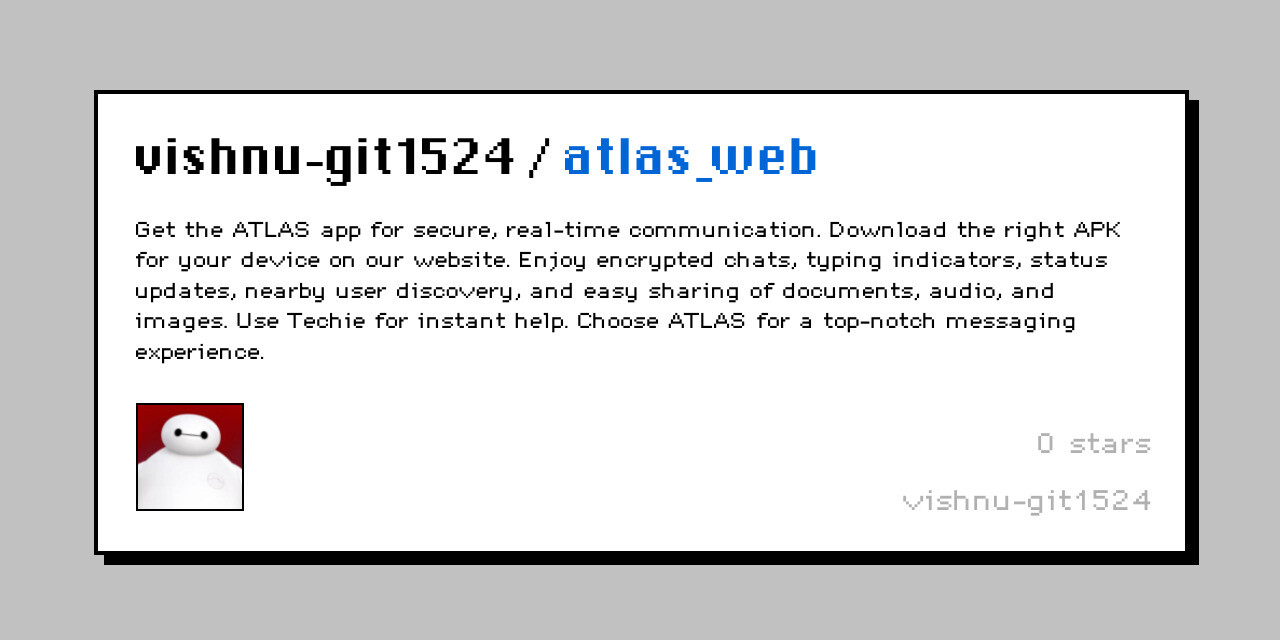 vishnu-git1524 / atlas_web
Get the ATLAS app for secure, real-time communication. Download the right APK
for your device on our website. Enjoy encrypted chats, typing indicators, status
updates, nearby user discovery, and easy sharing of documents, audio, and
images. Use Techie for instant help. Choose ATLAS for a top-notch messaging
experience.
0 stars
vishnu-git1524